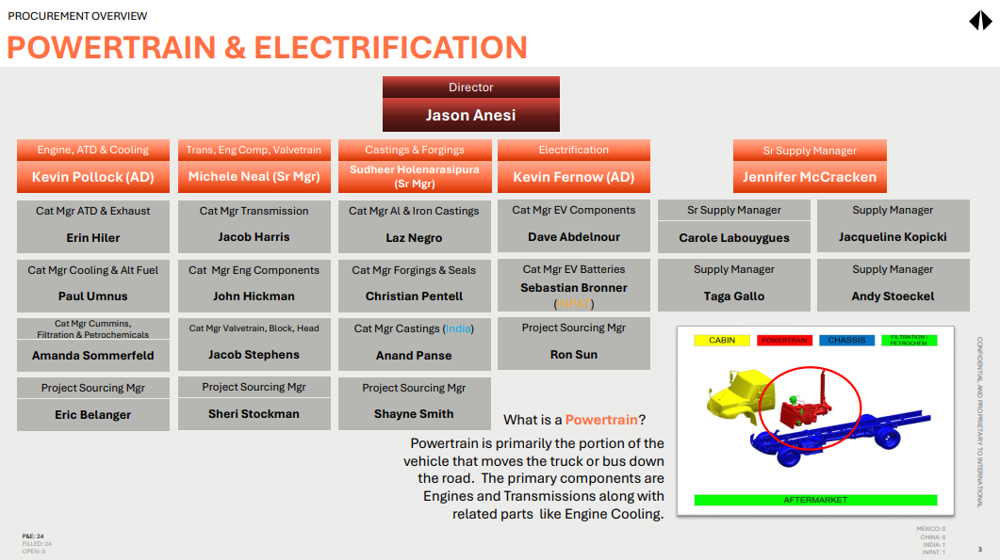 PROCUREMENT OVERVIEW
POWERTRAIN & ELECTRIFICATION
Director
Jason Anesi
Engine, ATD & Cooling
Kevin Pollock (AD)
Cat Mgr ATD & Exhaust
Erin Hiler
Cat Mgr Cooling & Alt Fuel
Paul Umnus
Cat Mgr Cummins,
Filtration & Petrochemicals
Amanda Sommerfeld
Project Sourcing Mgr
Eric Belanger
Trans, Eng Comp, Valvetrain
Michele Neal (Sr Mgr)
Cat Mgr Transmission
Jacob Harris
Cat Mgr Eng Components
John Hickman
Cat Mgr Valvetrain, Block, Head
Jacob Stephens
Project Sourcing Mgr
Sheri Stockman
Castings & Forgings
Sudheer Holenarasipura
(Sr Mgr)
Cat Mgr Al & Iron Castings
Laz Negro
Cat Mgr Forgings & Seals
Christian Pentell
Cat Mgr Castings (India)
Anand Panse
Project Sourcing Mgr
Shayne Smith
Electrification
Kevin Fernow (AD)
Cat Mgr EV Components
Dave Abdelnour
Cat Mgr EV Batteries
Sebastian Bronner
(INPAT)
Project Sourcing Mgr
Ron Sun
Sr Supply Manager
Jennifer McCracken
Sr Supply Manager
Carole Labouygues
Supply Manager
Taga Gallo
Supply Manager
Jacqueline Kopicki
Supply Manager
Andy Stoeckel
What is a Powertrain?
Powertrain is primarily the portion of the
vehicle that moves the truck or bus down
the road. The primary components are
Engines and Transmissions along with
related parts like Engine Cooling.
CABIN
POWERTRAIN
CHASSIS
FILTRATION /
PETROCHEM
AFTERMARKET
CONFIDENTIAL AND PROPRIETARY TO INTERNATIONAL
P&E: 24
FILLED: 24
OPEN: 0
MEXICO: 0
CHINA: 0
INDIA: 1
INPAT: 1
3